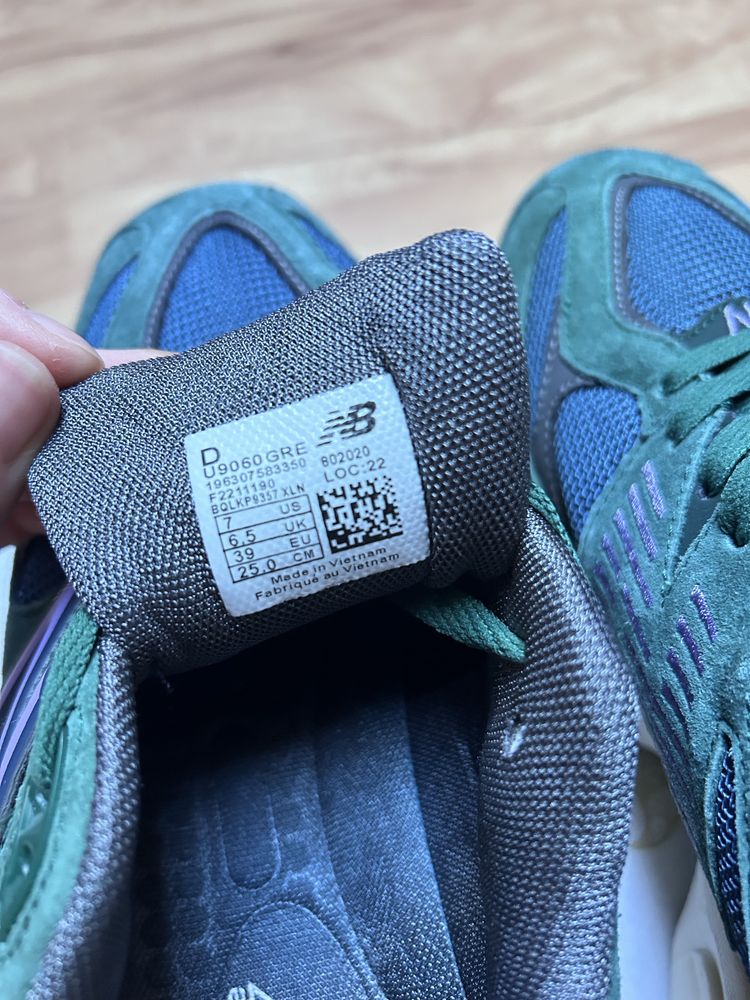 D
U9060GRE
196307583350
F2211190
BQLKP9357 XLN
NB
802020
LOC:22
7 US
6.5 UK
39 EU
25.0 CM
Made in Vietnam
Fabriqué au Vietnam
N